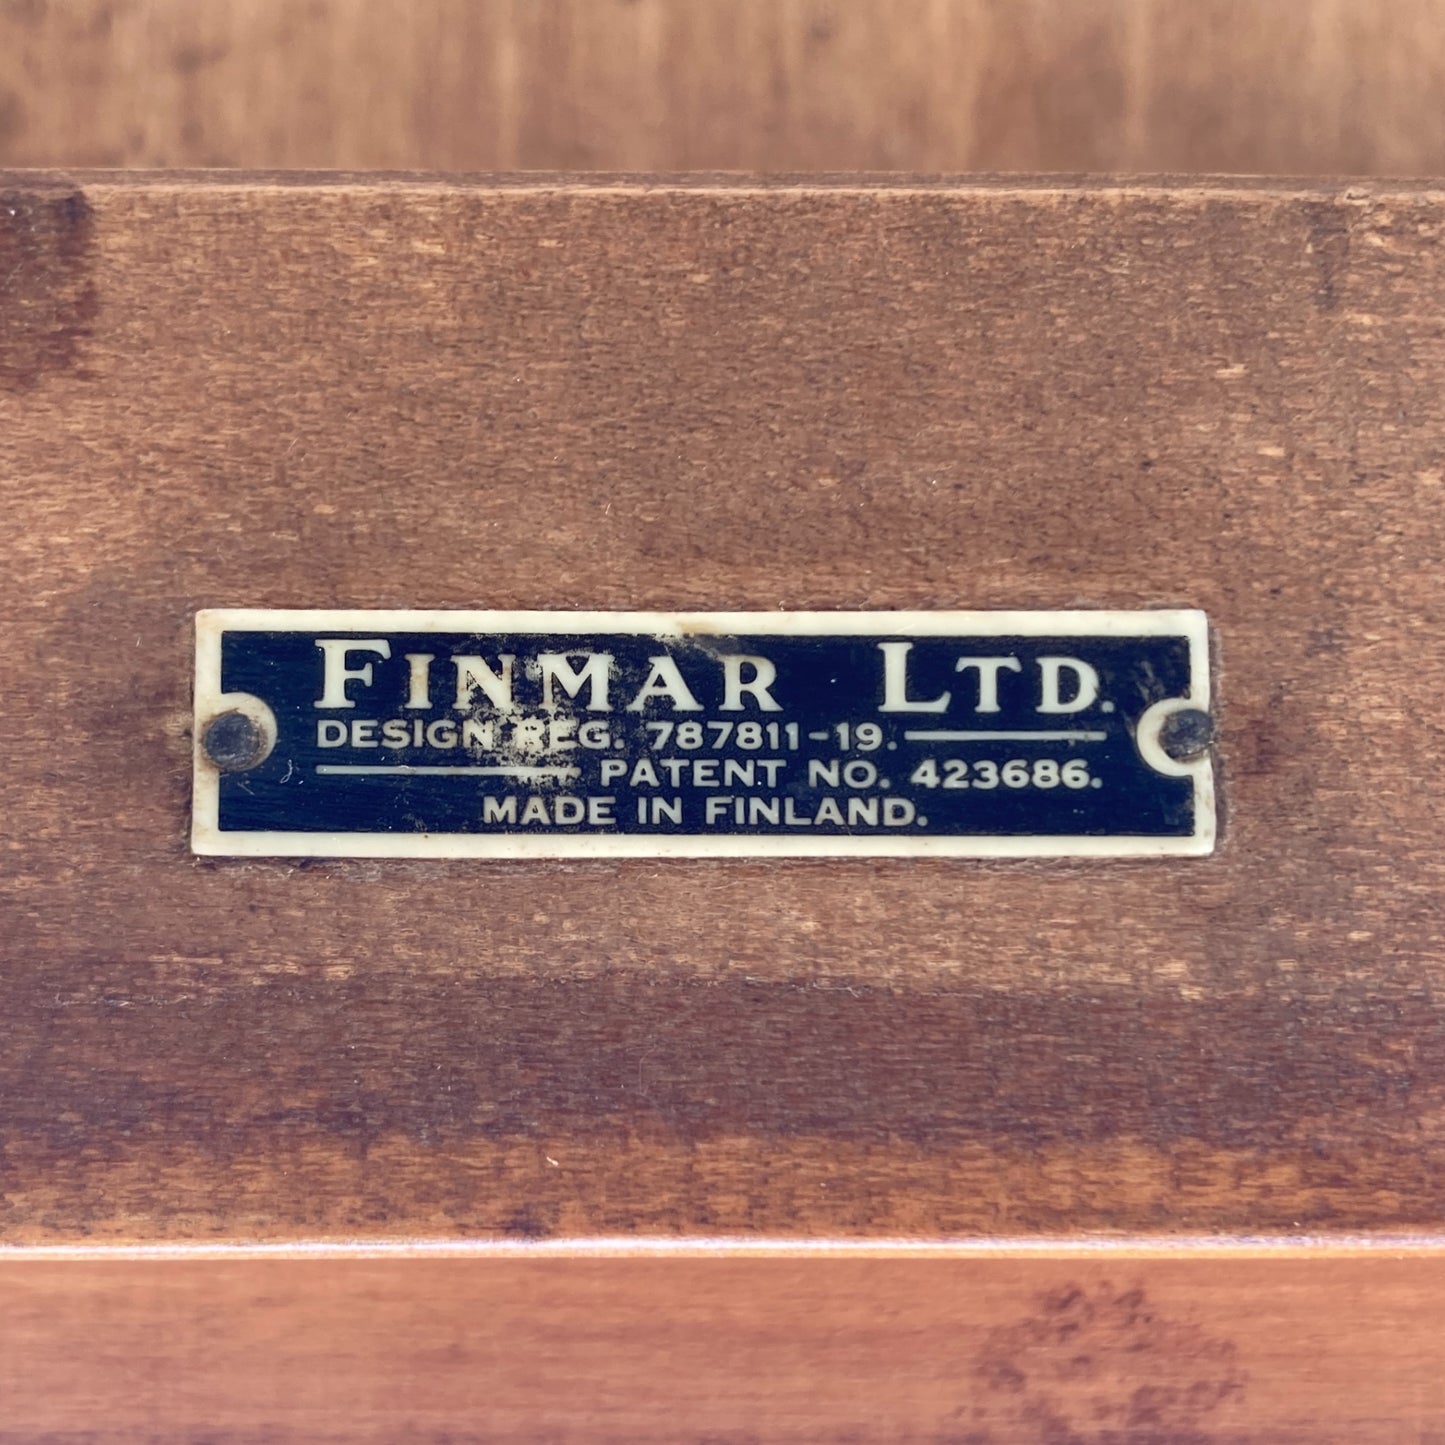 FINMAR LTD.
DESIGN REG. 787811-19.
PATENT NO. 423686.
MADE IN FINLAND.